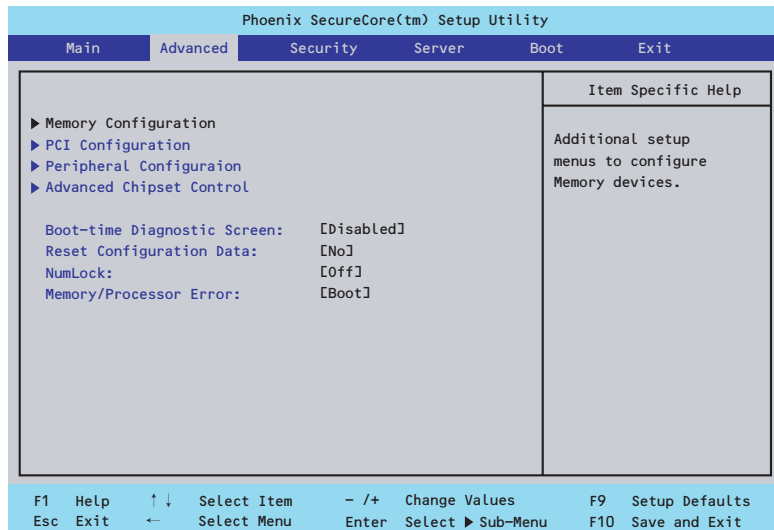 Phoenix SecureCore(tm) Setup Utility
Main Advanced Security Server Boot Exit
Item Specific Help
▶ Memory Configuration
▶ PCI Configuration
▶ Peripheral Configuraion
▶ Advanced Chipset Control
Additional setup
menus to configure
Memory devices.
Boot-time Diagnostic Screen: [Disabled]
Reset Configuration Data: [No]
NumLock: [Off]
Memory/Processor Error: [Boot]
F1 Help ↑↓ Select Item - /+ Change Values F9 Setup Defaults
Esc Exit ← Select Menu Enter Select ▶ Sub-Menu F10 Save and Exit